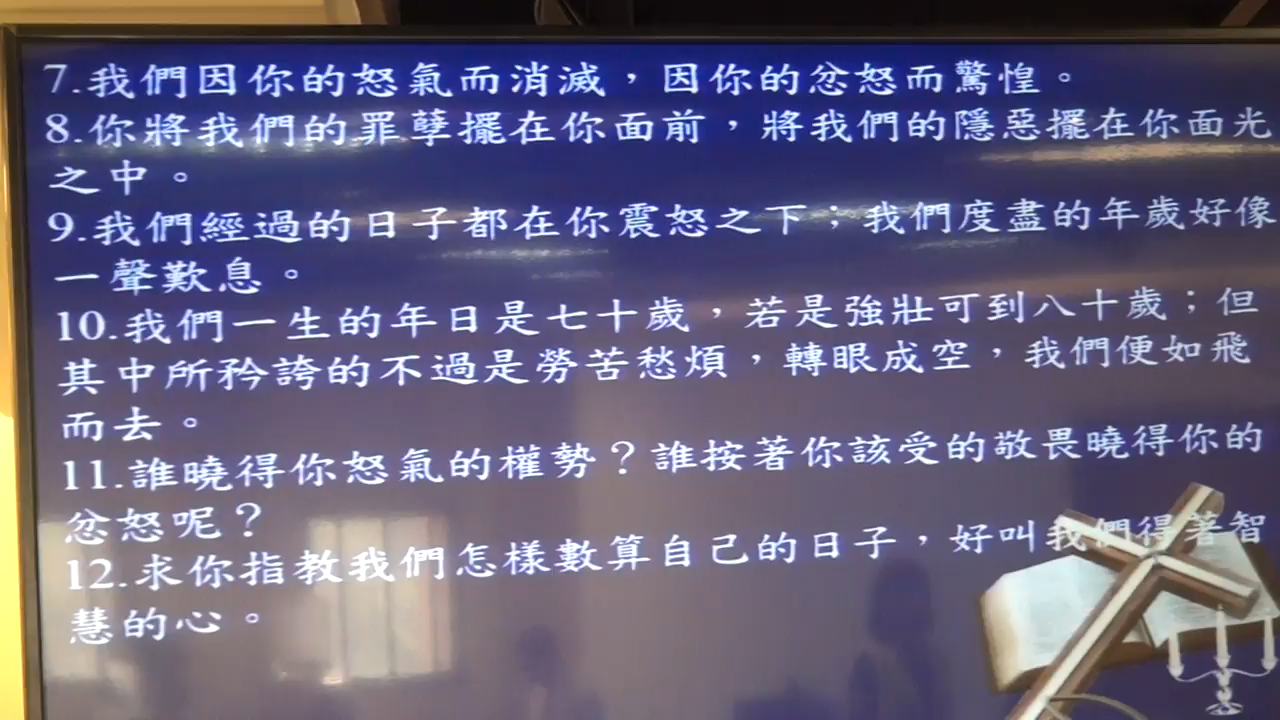 7.我們因你的怒氣而消滅，因你的忿怒而驚惶。
8.你將我們的罪孽擺在你面前，將我們的隱惡擺在你面光
之中。
9.我們經過的日子都在你震怒之下；我們度盡的年歲好像
一聲歎息。
10.我們一生的年日是七十歲，若是強壯可到八十歲；但
其中所矜誇的不過是勞苦愁煩，轉眼成空，我們便如飛
而去。
11.誰曉得你怒氣的權勢？誰按著你該受的敬畏曉得你的
忿怒呢？
12.求你指教我們怎樣數算自己的日子，好叫我們得著智
慧的心。